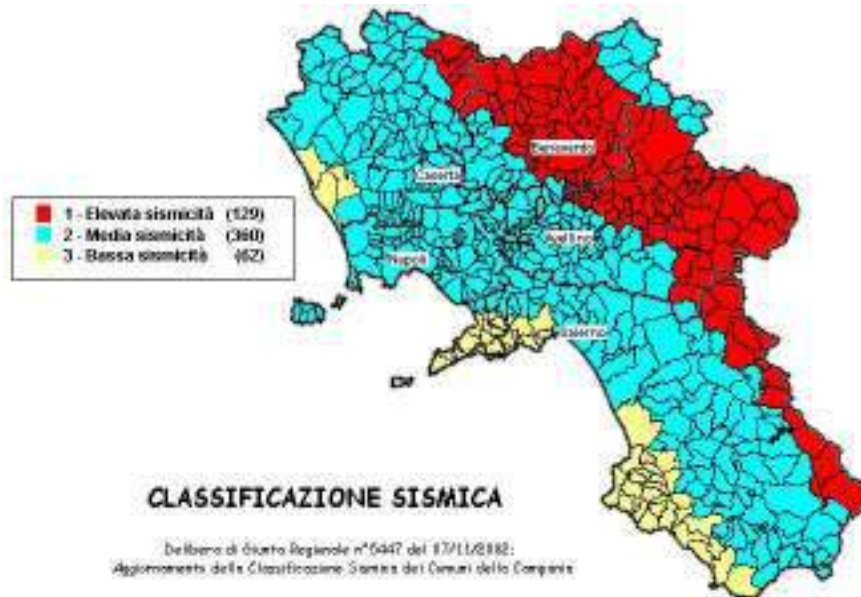 Benevento
Caserta
1 - Elevata sismicità (129)
2 - Media sismicità (360)
3 - Bassa sismicità (62)
Avellino
Napoli
Salerno
CLASSIFICAZIONE SISMICA
Delibera di Giunta Regionale n°5447 del 07/11/2002:
Aggiornamento della Classificazione Sismica dei Comuni della Campania